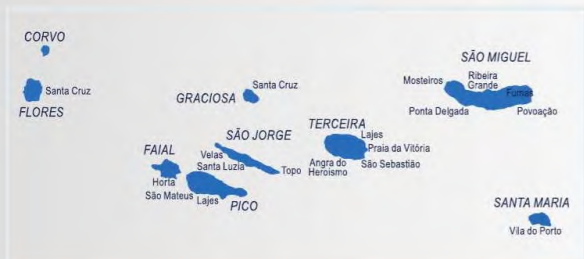 CORVO
Santa Cruz
FLORES
Santa Cruz
GRACIOSA
SÃO MIGUEL
Mosteiros
Ribeira
Grande
Furnas
Ponta Delgada
Povoação
TERCEIRA
Lajes
Praia da Vitória
Angra do
Heroísmo
São Sebastião
SÃO JORGE
Velas
Topo
FAIAL
Horta
Santa Luzia
São Mateus
Lajes
PICO
SANTA MARIA
Vila do Porto